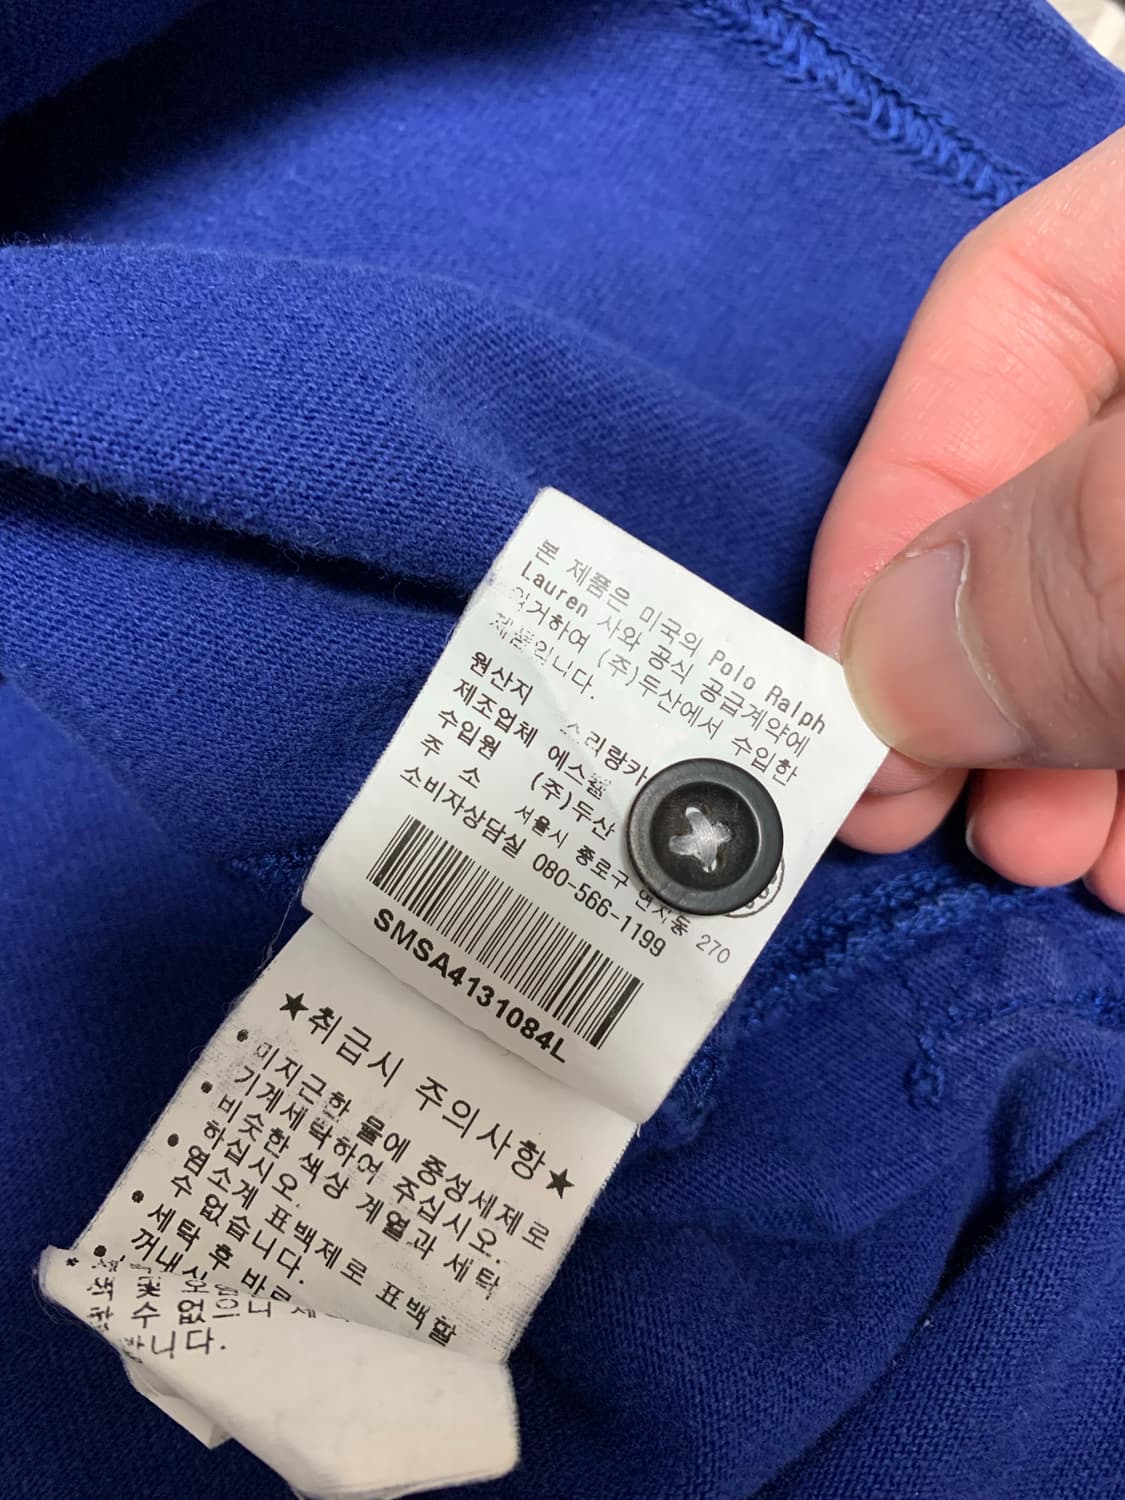 본 제품은 미국의 Polo Ralph
Lauren 사와 공식 공급계약에
의거하여 (주)두산에서 수입한
제품입니다.
원산지 스리랑카
제조업체 에스퀄
수입원 (주)두산
주 소 서울시 종로구 연지동 270
소비자상담실 080-566-1199
SMSA4131084L
★취급시 주의사항★
• 미지근한 물에 중성세제로
기계세탁하여 주십시오.
• 비슷한 색상 계열과 세탁
하십시오.
• 염소계 표백제로 표백할
수 없습니다.
• 세탁 후 바로
꺼내
수 없
니다.